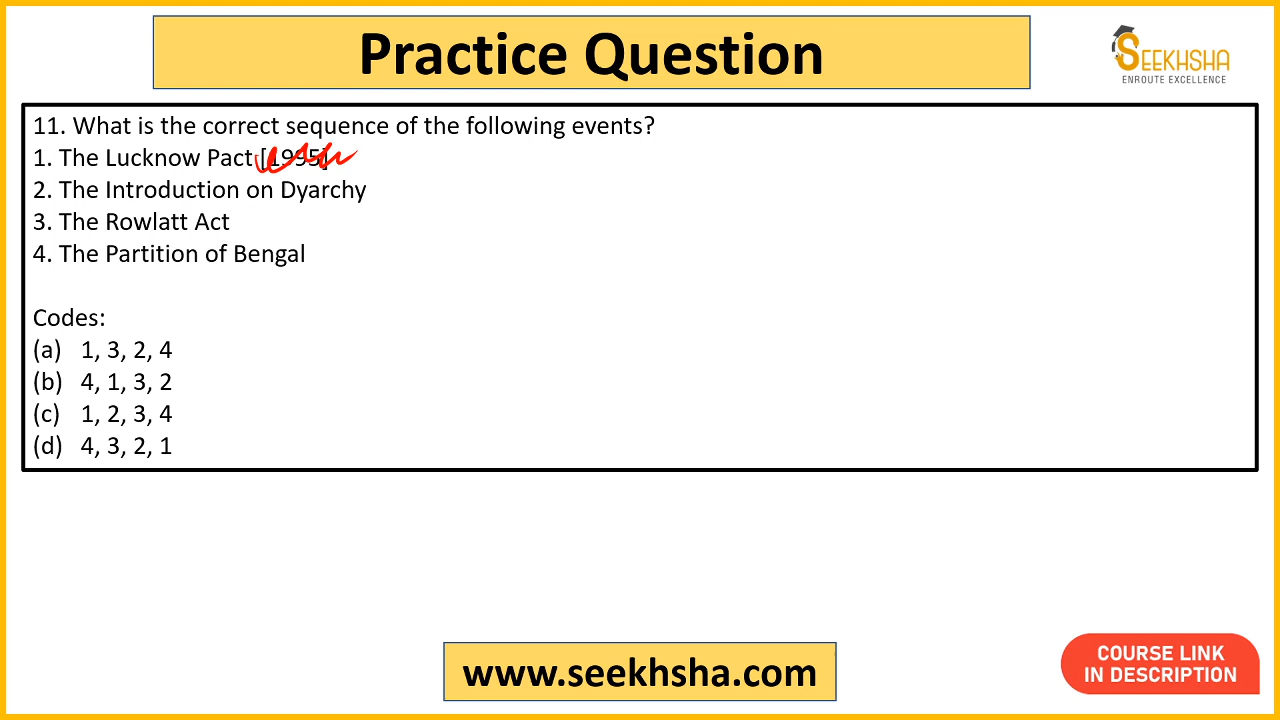 Practice Question
SEEKHSHA
ENROUTE EXCELLENCE
11. What is the correct sequence of the following events?
1. The Lucknow Pact [1995]
2. The Introduction on Dyarchy
3. The Rowlatt Act
4. The Partition of Bengal
Codes:
(a) 1, 3, 2, 4
(b) 4, 1, 3, 2
(c) 1, 2, 3, 4
(d) 4, 3, 2, 1
www.seekhsha.com
COURSE LINK
IN DESCRIPTION